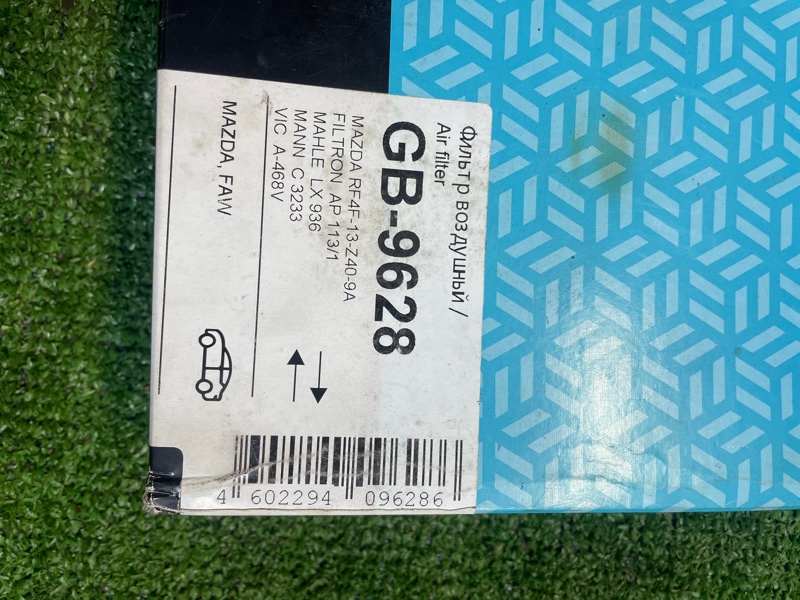 Фильтр воздушный /
Air filter
GB-9628
MAZDA RF4F-13-Z40-9A
FILTRON AP 113/1
MAHLE LX 936
MANN C 3233
VIC A-468V
MAZDA, FAW
4 602294 096286